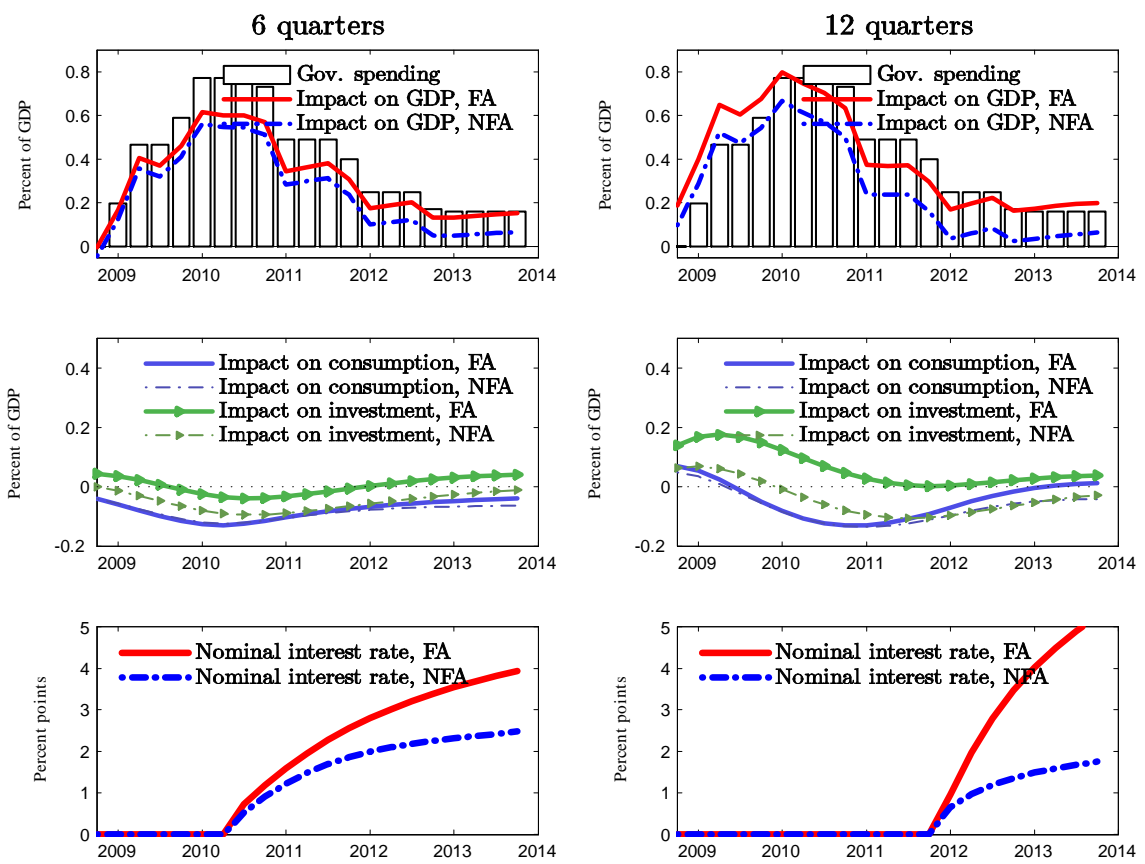 6 quarters
Percent of GDP
0.8
0.6
0.4
0.2
0
Gov. spending
Impact on GDP, FA
Impact on GDP, NFA
2009 2010 2011 2012 2013 2014
12 quarters
Percent of GDP
0.8
0.6
0.4
0.2
0
Gov. spending
Impact on GDP, FA
Impact on GDP, NFA
2009 2010 2011 2012 2013 2014
Percent of GDP
0.4
0.2
0
-0.2
Impact on consumption, FA
Impact on consumption, NFA
Impact on investment, FA
Impact on investment, NFA
2009 2010 2011 2012 2013 2014
Percent of GDP
0.4
0.2
0
-0.2
Impact on consumption, FA
Impact on consumption, NFA
Impact on investment, FA
Impact on investment, NFA
2009 2010 2011 2012 2013 2014
Percent points
5
4
3
2
1
0
Nominal interest rate, FA
Nominal interest rate, NFA
2009 2010 2011 2012 2013 2014
Percent points
5
4
3
2
1
0
Nominal interest rate, FA
Nominal interest rate, NFA
2009 2010 2011 2012 2013 2014